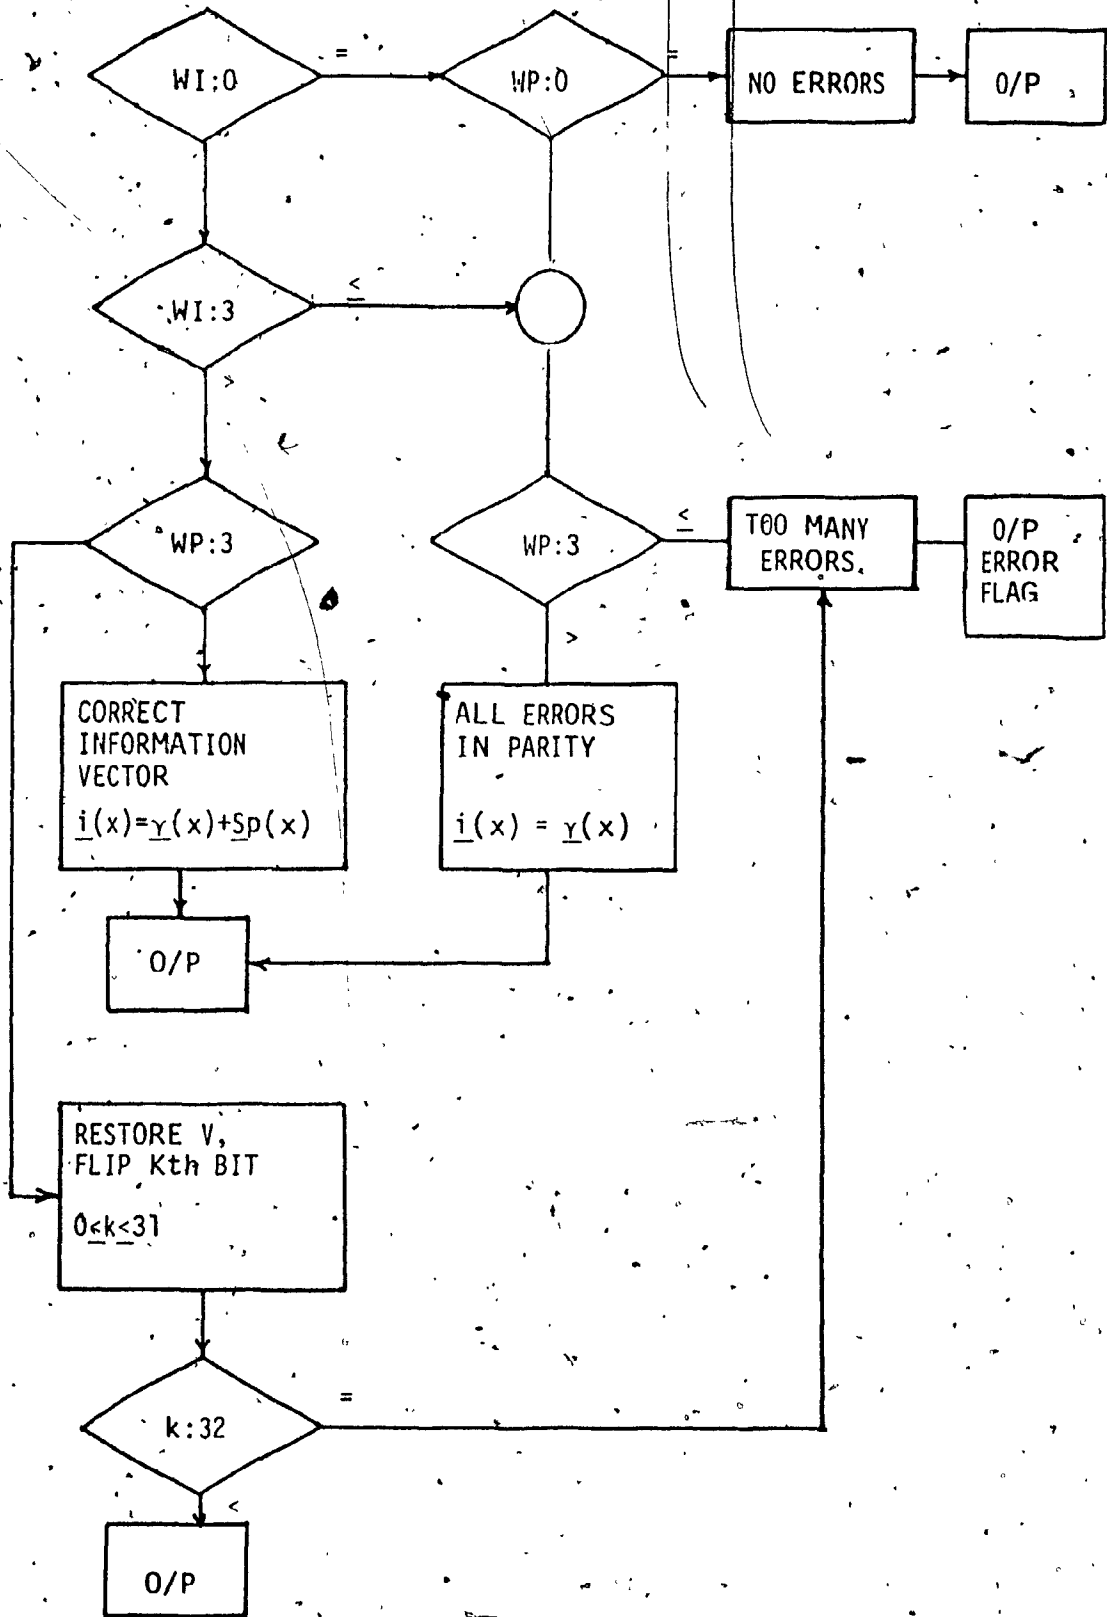 WI:0
=
WP:0
=
NO ERRORS
O/P
WI:3
≤
>
WP:3
WP:3
≤
TOO MANY
ERRORS.
O/P
ERROR
FLAG
>
CORRECT
INFORMATION
VECTOR
i(x)=γ(x)+Sp(x)
ALL ERRORS
IN PARITY
i(x) = γ(x)
O/P
RESTORE V,
FLIP Kth BIT
0≤k≤31
k:32
=
<
O/P